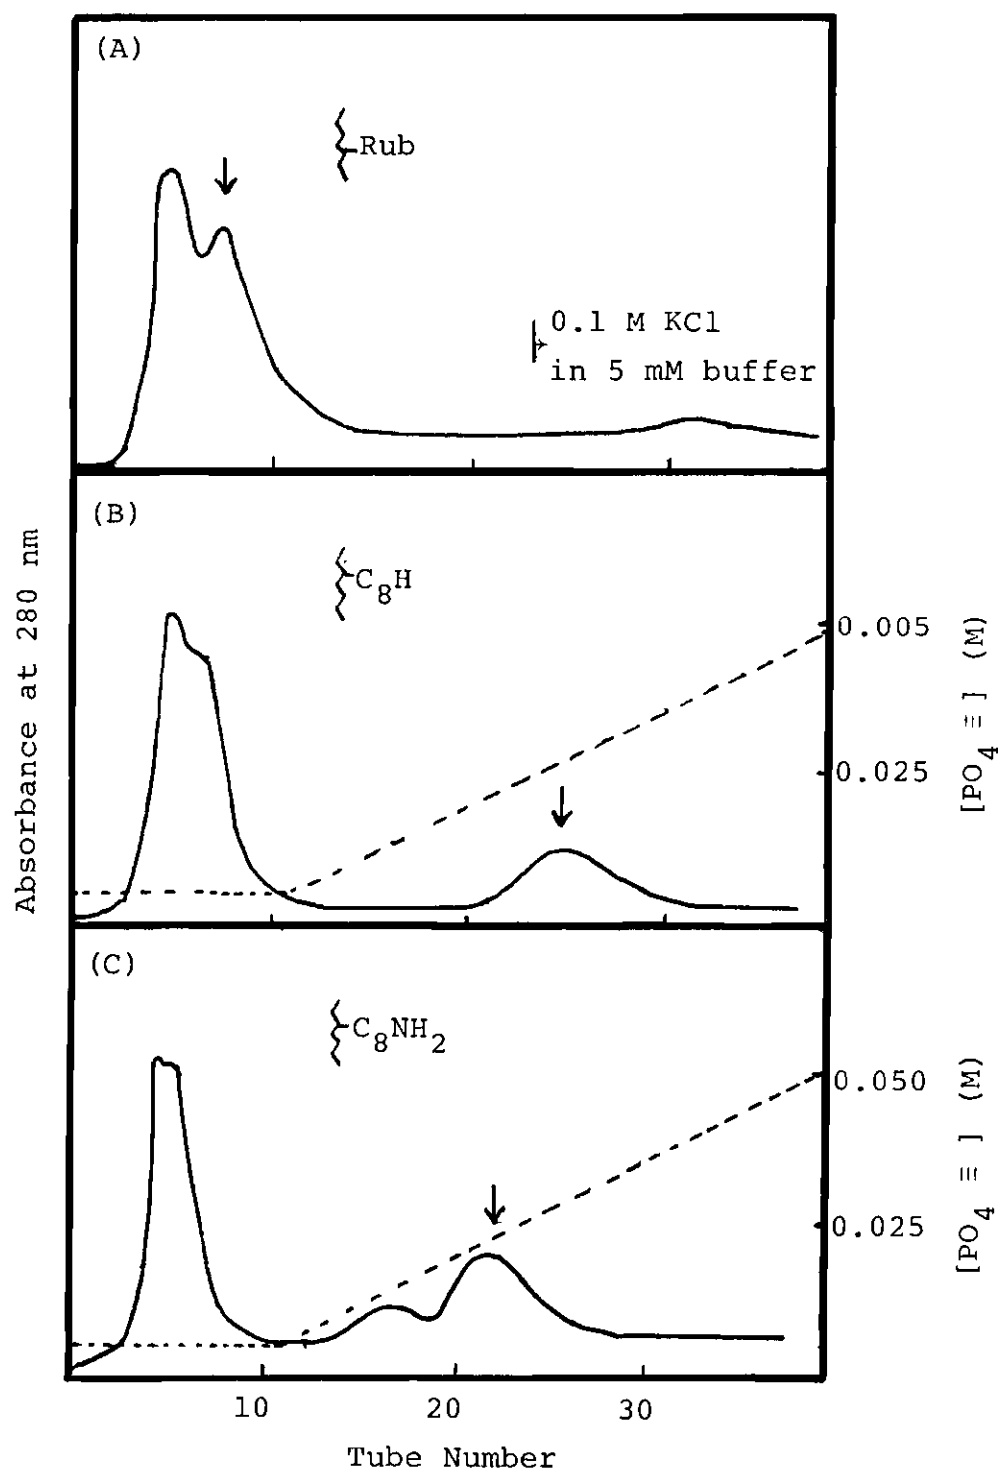 (A)
Rub
0.1 M KCl
in 5 mM buffer
(B)
C8H
0.005
0.025
[PO4 ≡] (M)
Absorbance at 280 nm
(C)
C8NH2
0.050
0.025
[PO4 ≡] (M)
10 20 30
Tube Number